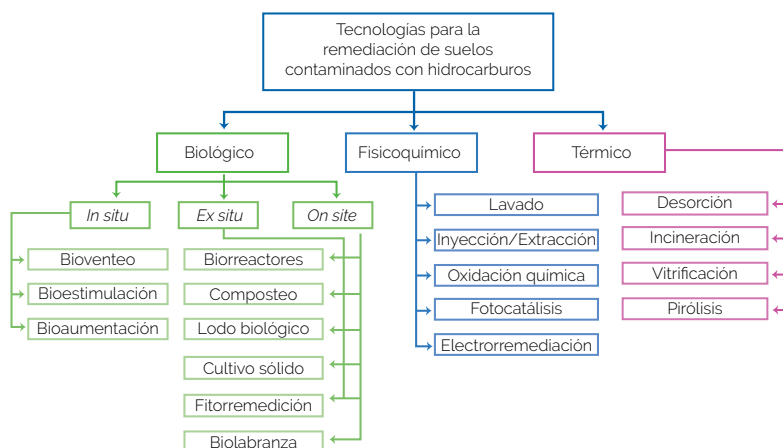 Tecnologías para la
remediación de suelos
contaminados con hidrocarburos
Biológico
Fisicoquímico
Térmico
In situ
Ex situ
On site
Bioventeo
Bioestimulación
Bioaumentación
Biorreactores
Composteo
Lodo biológico
Cultivo sólido
Fitorremedición
Biolabranza
Lavado
Inyección/Extracción
Oxidación química
Fotocatálisis
Electrorremediación
Desorción
Incineración
Vitrificación
Pirólisis